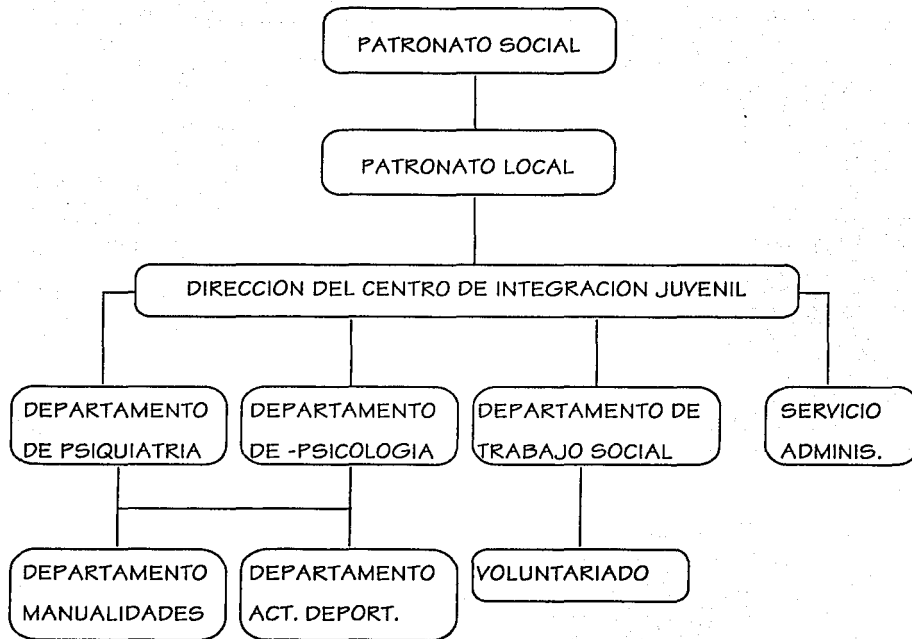 PATRONATO SOCIAL
PATRONATO LOCAL
DIRECCION DEL CENTRO DE INTEGRACION JUVENIL
DEPARTAMENTO
DE PSIQUIATRIA
DEPARTAMENTO
DE -PSICOLOGIA
DEPARTAMENTO DE
TRABAJO SOCIAL
SERVICIO
ADMINIS.
DEPARTAMENTO
MANUALIDADES
DEPARTAMENTO
ACT. DEPORT.
VOLUNTARIADO